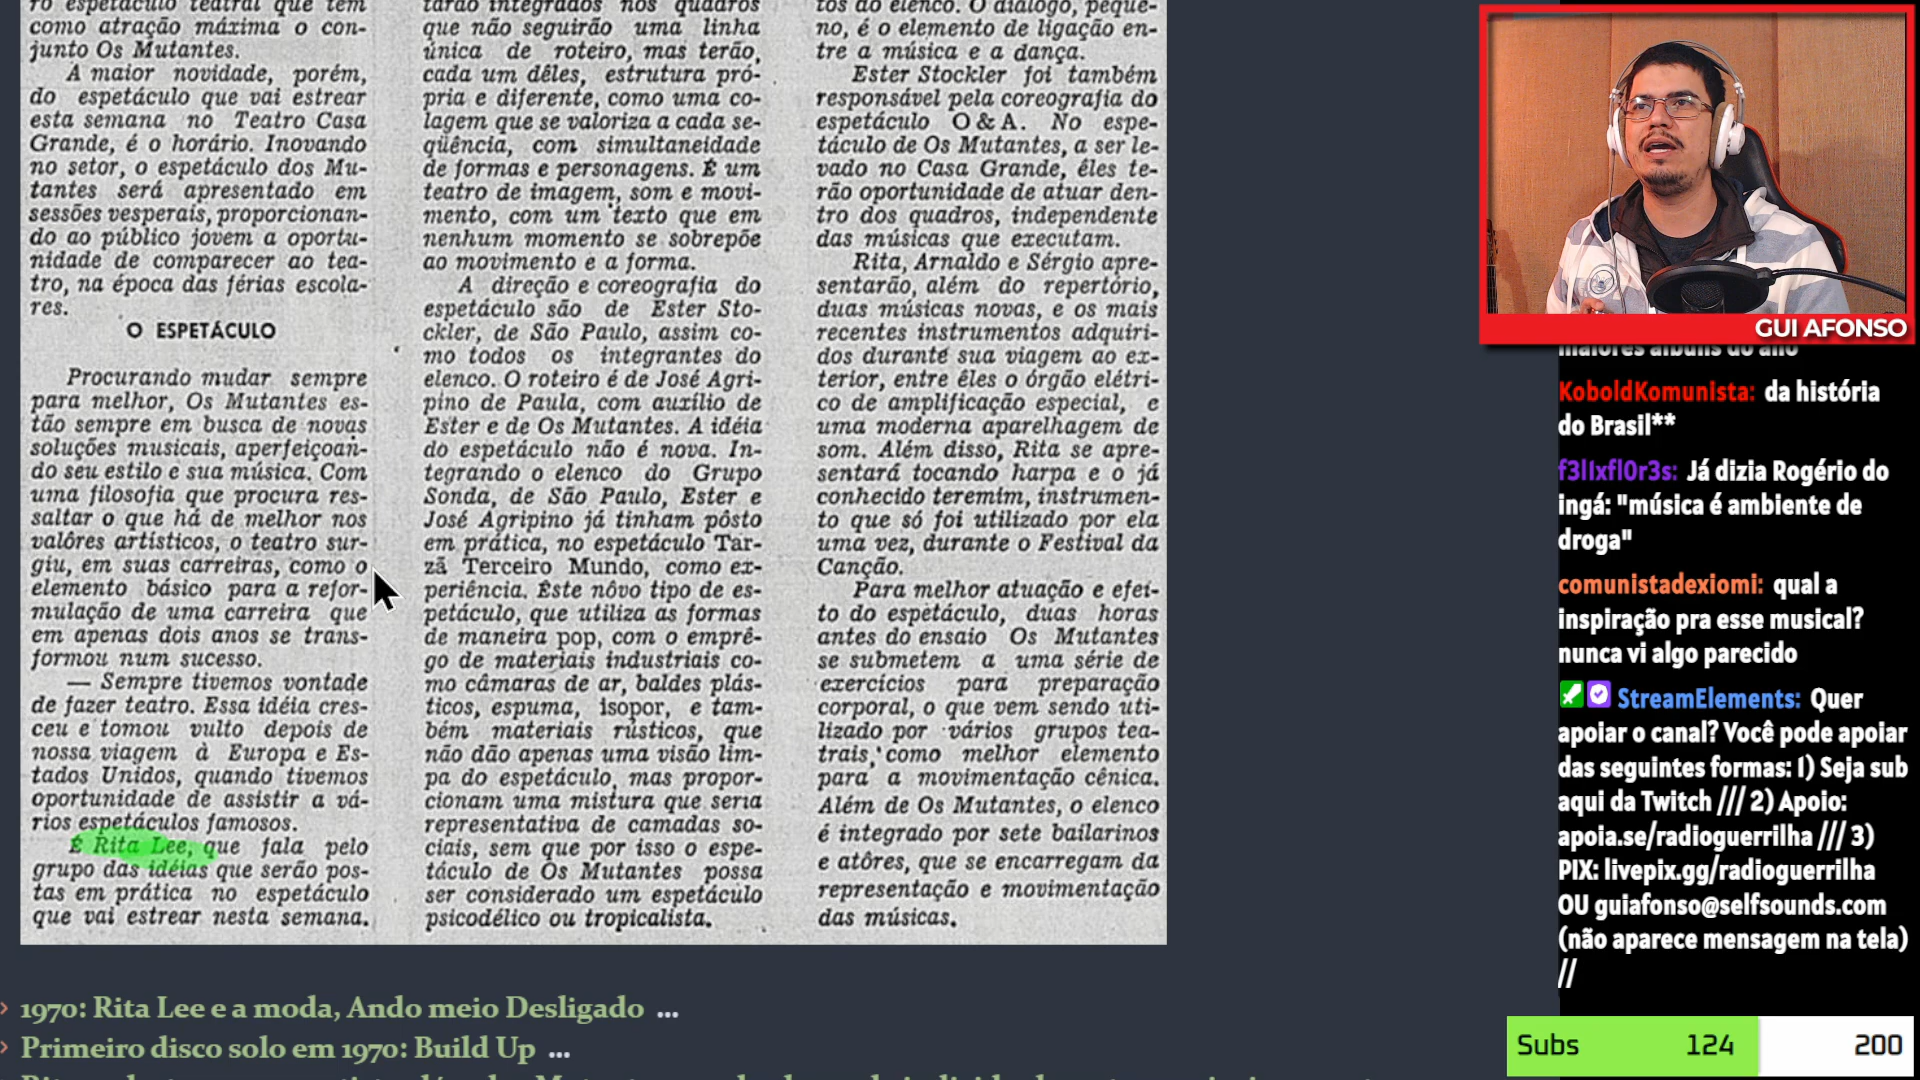 ro espetáculo teatral que tem
como atração máxima o con-
junto Os Mutantes.
A maior novidade, porém,
do espetáculo que vai estrear
esta semana no Teatro Casa
Grande, é o horário. Inovando
no setor, o espetáculo dos Mu-
tantes será apresentado em
sessões vesperais, proporcionan-
do ao público jovem a oportu-
nidade de comparecer ao tea-
tro, na época das férias escola-
res.
O ESPETÁCULO
Procurando mudar sempre
para melhor, Os Mutantes es-
tão sempre em busca de novas
soluções musicais, aperfeiçoan-
do seu estilo e sua música. Com
uma filosofia que procura res-
saltar o que há de melhor nos
valôres artísticos, o teatro sur-
giu, em suas carreiras, como o
elemento básico para a refor-
mulação de uma carreira que
em apenas dois anos se trans-
formou num sucesso.
— Sempre tivemos vontade
de fazer teatro. Essa idéia cres-
ceu e tomou vulto depois de
nossa viagem à Europa e Es-
tados Unidos, quando tivemos
oportunidade de assistir a vá-
rios espetáculos famosos.
É Rita Lee, que fala pelo
grupo das idéias que serão pos-
tas em prática no espetáculo
que vai estrear nesta semana.
tarão integrados nos quadros
que não seguirão uma linha
única de roteiro, mas terão,
cada um dêles, estrutura pró-
pria e diferente, como uma co-
lagem que se valoriza a cada se-
qüência, com simultaneidade
de formas e personagens. É um
teatro de imagem, som e movi-
mento, com um texto que em
nenhum momento se sobrepõe
ao movimento e a forma.
A direção e coreografia do
espetáculo são de Ester Sto-
ckler, de São Paulo, assim co-
mo todos os integrantes do
elenco. O roteiro é de José Agri-
pino de Paula, com auxílio de
Ester e de Os Mutantes. A idéia
do espetáculo não é nova. In-
tegrando o elenco do Grupo
Sonda, de São Paulo, Ester e
José Agripino já tinham pôsto
em prática, no espetáculo Tar-
zã Terceiro Mundo, como ex-
periência. Êste nôvo tipo de es-
petáculo, que utiliza as formas
de maneira pop, com o emprê-
go de materiais industriais co-
mo câmaras de ar, baldes plás-
ticos, espuma, isopor, e tam-
bém materiais rústicos, que
não dão apenas uma visão lim-
pa do espetáculo, mas propor-
cionam uma mistura que seria
representativa de camadas so-
ciais, sem que por isso o espe-
táculo de Os Mutantes possa
ser considerado um espetáculo
psicodélico ou tropicalista.
tos ao elenco. O diálogo, peque-
no, é o elemento de ligação en-
tre a música e a dança.
Ester Stockler foi também
responsável pela coreografia do
espetáculo O & A. No espe-
táculo de Os Mutantes, a ser le-
vado no Casa Grande, êles te-
rão oportunidade de atuar den-
tro dos quadros, independente
das músicas que executam.
Rita, Arnaldo e Sérgio apre-
sentarão, além do repertório,
duas músicas novas, e os mais
recentes instrumentos adquiri-
dos durante sua viagem ao ex-
terior, entre êles o órgão elétri-
co de amplificação especial, e
uma moderna aparelhagem de
som. Além disso, Rita se apre-
sentará tocando harpa e o já
conhecido teremim, instrumen-
to que só foi utilizado por ela
uma vez, durante o Festival da
Canção.
Para melhor atuação e efei-
to do espetáculo, duas horas
antes do ensaio Os Mutantes
se submetem a uma série de
exercícios para preparação
corporal, o que vem sendo uti-
lizado por vários grupos tea-
trais, como melhor elemento
para a movimentação cênica.
Além de Os Mutantes, o elenco
é integrado por sete bailarinos
e atôres, que se encarregam da
representação e movimentação
das músicas.
1970: Rita Lee e a moda, Ando meio Desligado ...
Primeiro disco solo em 1970: Build Up ...
GUI AFONSO
maiores álbuns do ano
KoboldKomunista: da história
do Brasil**
f3l1xfl0r3s: Já dizia Rogério do
ingá: "música é ambiente de
droga"
comunistadexiomi: qual a
inspiração pra esse musical?
nunca vi algo parecido
StreamElements: Quer
apoiar o canal? Você pode apoiar
das seguintes formas: 1) Seja sub
aqui da Twitch /// 2) Apoio:
apoia.se/radioguerrilha /// 3)
PIX: livepix.gg/radioguerrilha
OU guiafonso@selfsounds.com
(não aparece mensagem na tela)
//
Subs 124 200